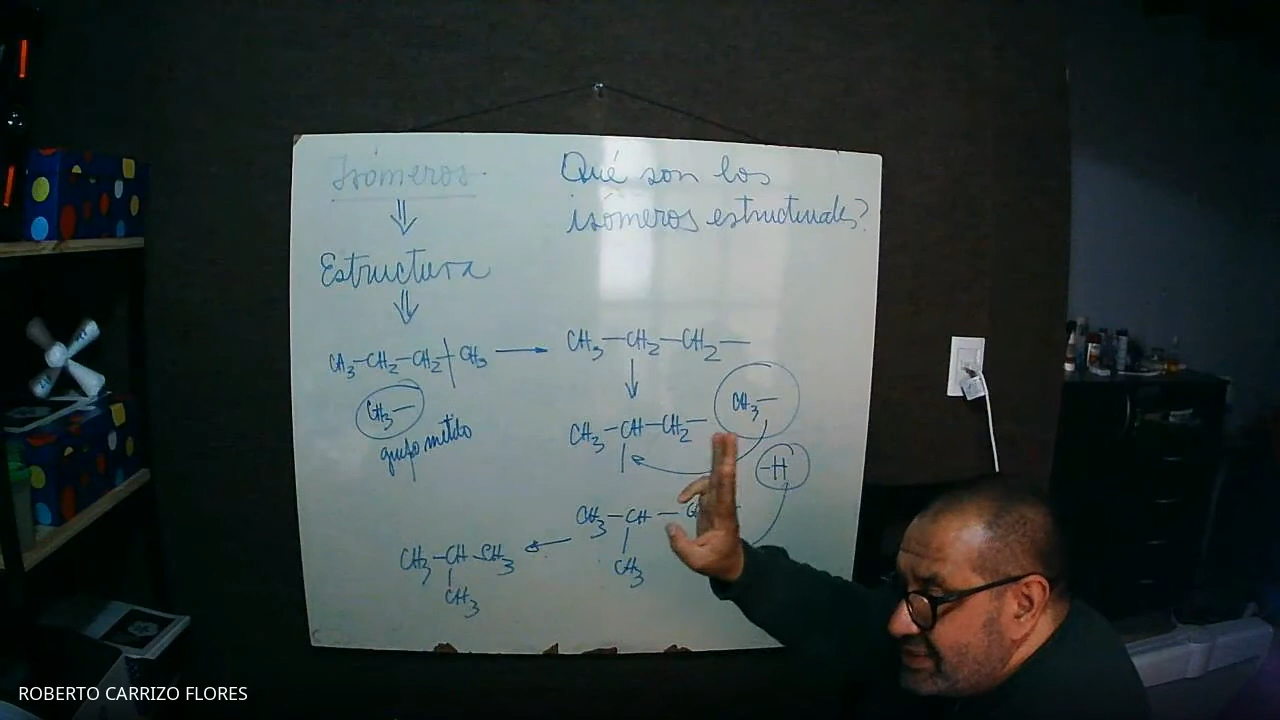 Isómeros.
⇓
Estructura
⇓
CH3-CH2-CH2-CH3 →
CH3—
grupo metilo
Qué son los
isómeros estructurales?
CH3—CH2—CH2—
↓
CH3—CH—CH2—
CH3—
-H
CH3—CH—
CH3
←
CH3—CH—CH3
CH3
ROBERTO CARRIZO FLORES